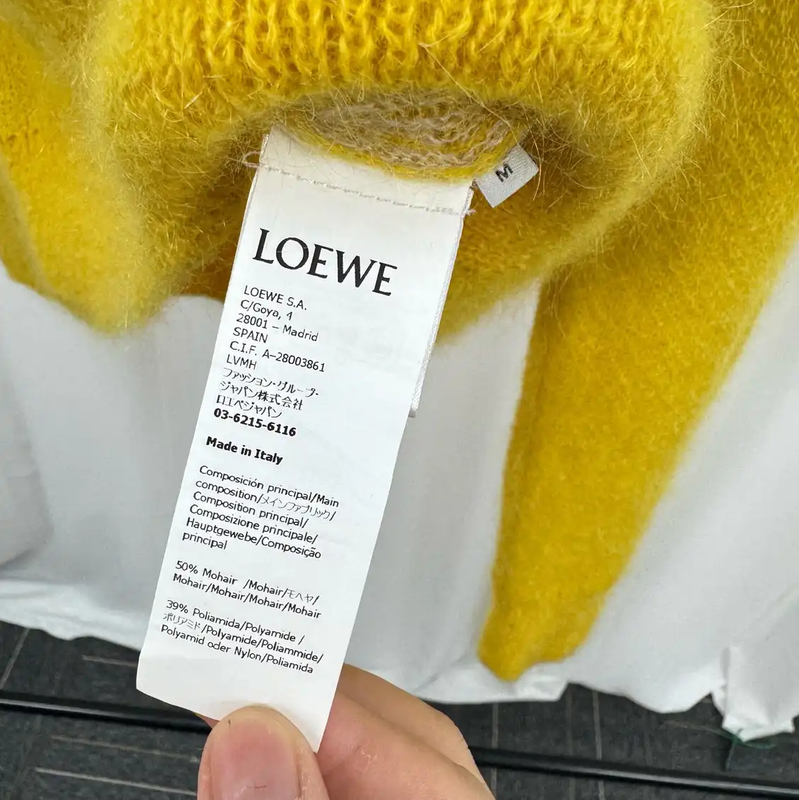 M
LOEWE
LOEWE S.A.
C/Goya, 4
28001 – Madrid
SPAIN
C.I.F. A-28003861
LVMH
ファッション・グループ・
ジャパン株式会社
ロエベジャパン
03-6215-6116
Made in Italy
Composición principal/Main
composition/メインファブリック/
Composition principal/
Composizione principale/
Hauptgewebe/Composição
principal
50% Mohair /Mohair/モヘヤ/
Mohair/Mohair/Mohair/Mohair
39% Poliamida/Polyamide /
ポリアミド/Polyamide/Poliammide/
Polyamid oder Nylon/Poliamida